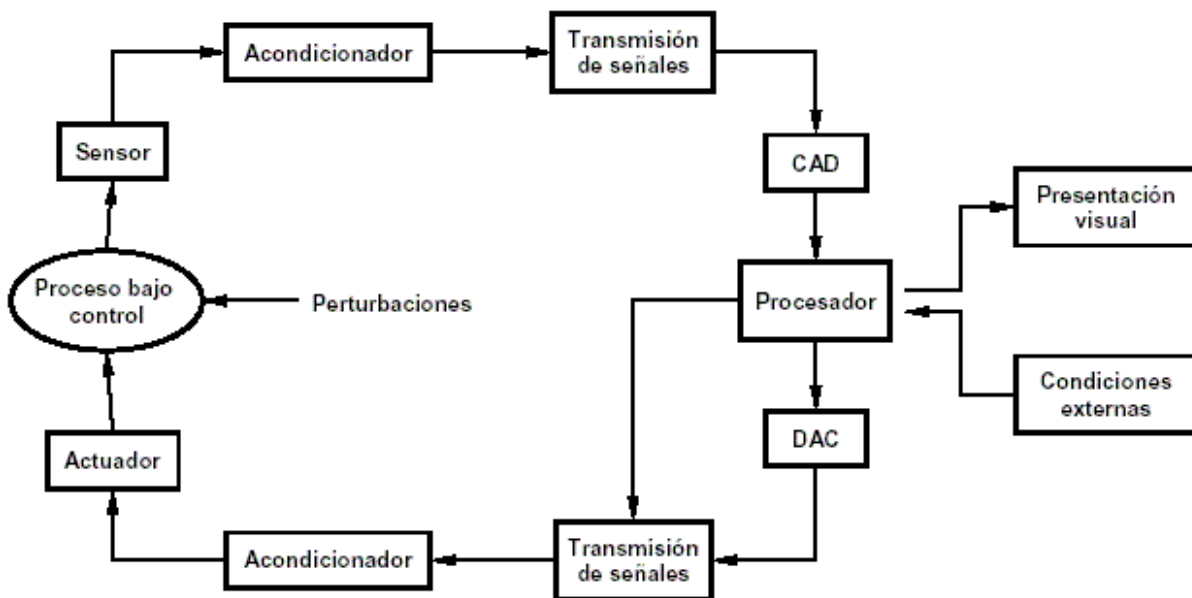 Acondicionador
Transmisión
de señales
Sensor
CAD
Presentación
visual
Proceso bajo
control
Perturbaciones
Procesador
Condiciones
externas
DAC
Actuador
Acondicionador
Transmisión
de señales